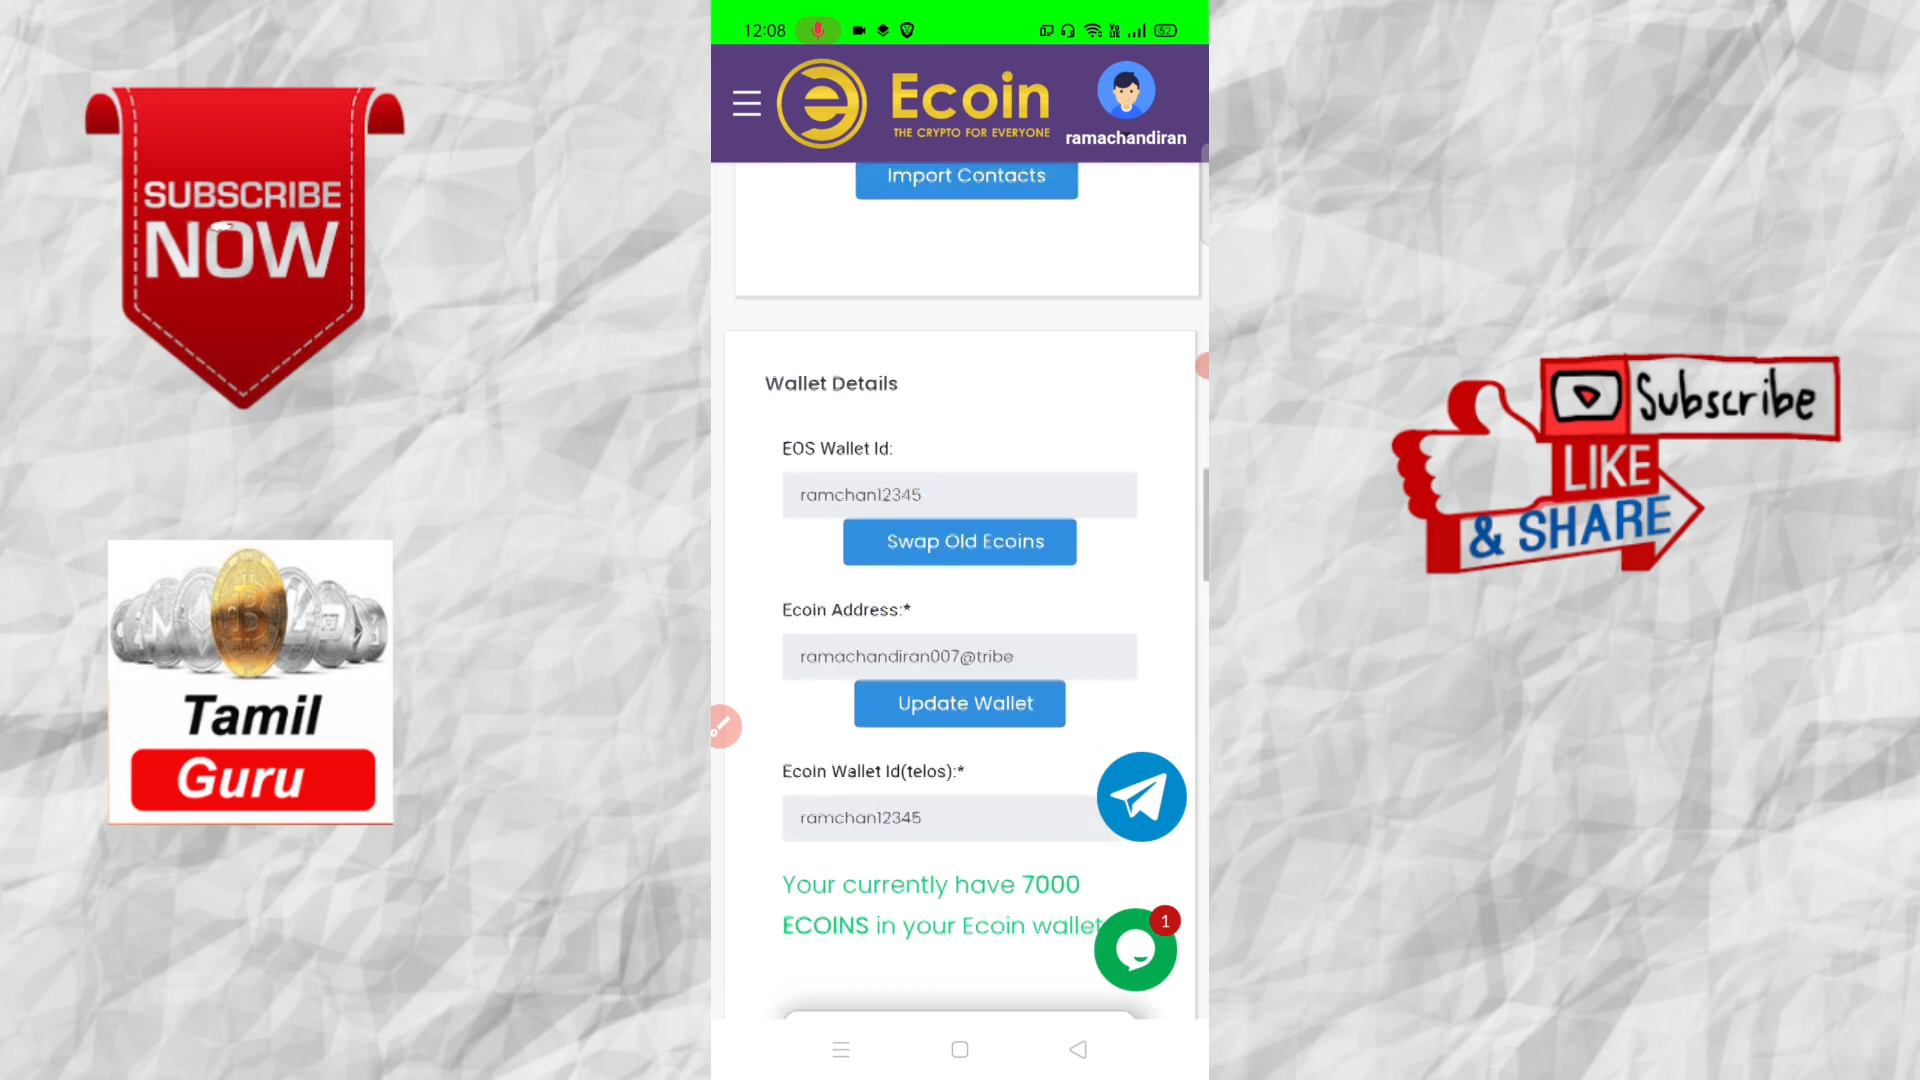 SUBSCRIBE
NOW
Tamil
Guru
12:08
52
Ecoin
THE CRYPTO FOR EVERYONE
ramachandiran
Import Contacts
Wallet Details
EOS Wallet Id:
ramchan12345
Swap Old Ecoins
Ecoin Address:*
ramachandiran007@tribe
Update Wallet
Ecoin Wallet Id(telos):*
ramchan12345
Your currently have 7000
ECOINS in your Ecoin wallet
1
Subscribe
LIKE
& SHARE